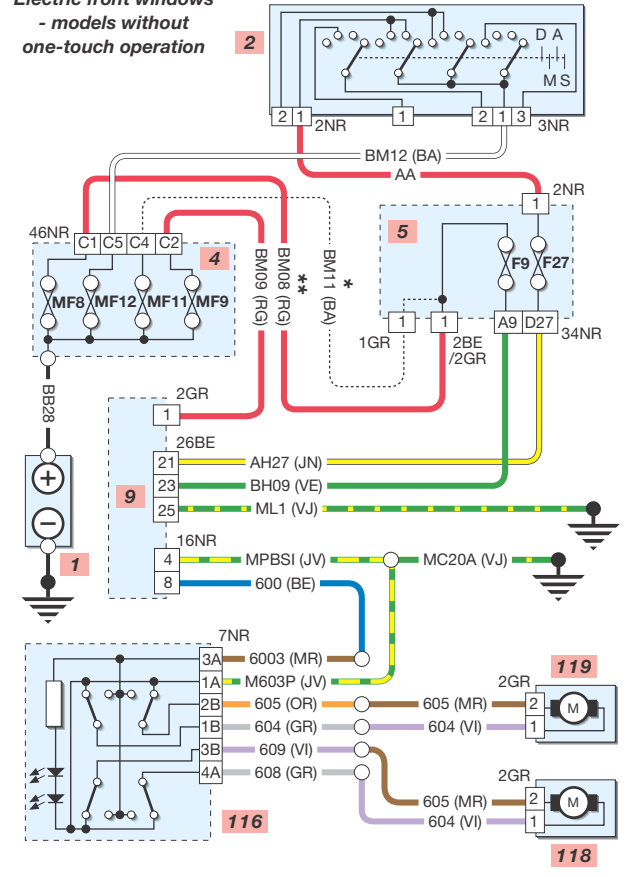 Electric front windows
- models without
one-touch operation
2
D A
M S
2 1
2NR
1
2 1 3
3NR
BM12 (BA)
AA
2NR
1
46NR
C1 C5 C4 C2
4
5
MF8 MF12 MF11 MF9
BM09 (RG)
BM08 (RG)
**
BM11 (BA)
*
F9 F27
1GR
1
1
2BE
/2GR
A9 D27
34NR
BB28
2GR
1
26BE
21 AH27 (JN)
23 BH09 (VE)
25 ML1 (VJ)
9
+
−
1
16NR
4 MPBSI (JV) MC20A (VJ)
8 600 (BE)
7NR
3A 6003 (MR)
1A M603P (JV)
2B 605 (OR) 605 (MR)
1B 604 (GR) 604 (VI)
3B 609 (VI)
4A 608 (GR)
605 (MR)
604 (VI)
2GR
119
2
1
M
2GR
2
1
M
118
116